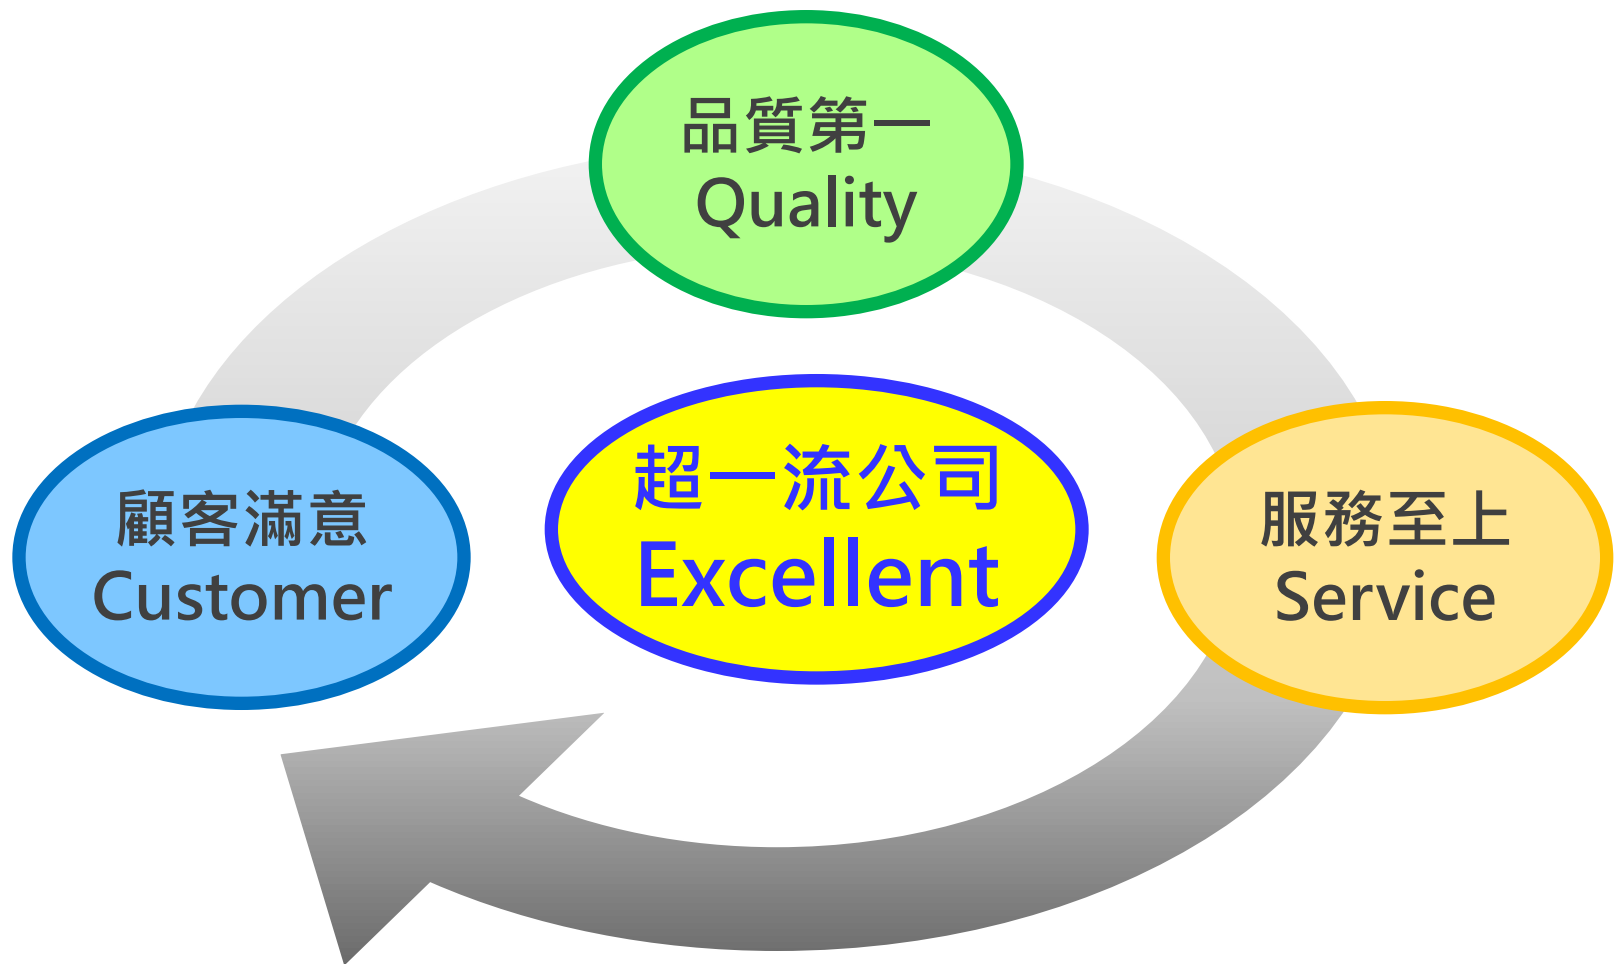 品質第一
Quality
超一流公司
Excellent
顧客滿意
Customer
服務至上
Service